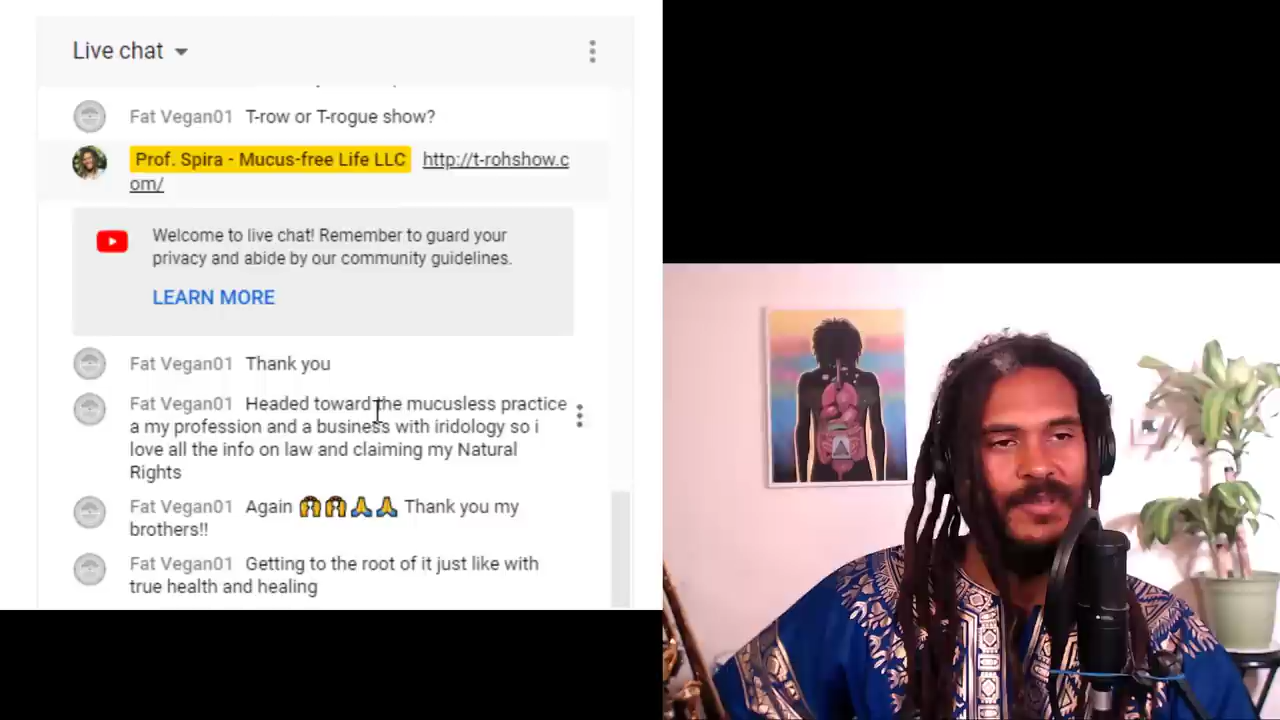 Live chat
Fat Vegan01 T-row or T-rogue show?
Prof. Spira - Mucus-free Life LLC http://t-rohshow.c
om/
Welcome to live chat! Remember to guard your
privacy and abide by our community guidelines.
LEARN MORE
Fat Vegan01 Thank you
Fat Vegan01 Headed toward the mucusless practice
a my profession and a business with iridology so i
love all the info on law and claiming my Natural
Rights
Fat Vegan01 Again 🙌🙌🙏🙏 Thank you my
brothers!!
Fat Vegan01 Getting to the root of it just like with
true health and healing